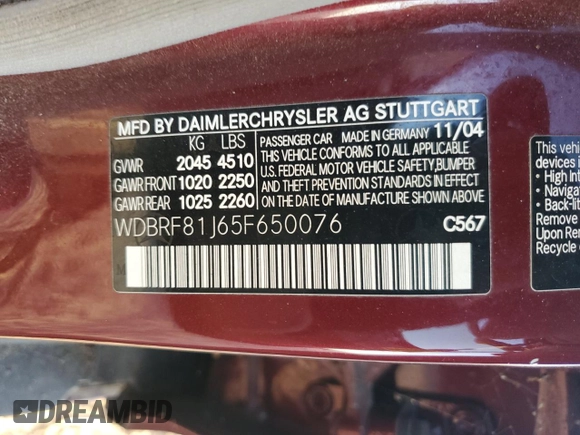 MFD BY DAIMLERCHRYSLER AG STUTTGART
KG LBS
GVWR 2045 4510
GAWR FRONT 1020 2250
GAWR REAR 1025 2260
PASSENGER CAR MADE IN GERMANY 11/04
THIS VEHICLE CONFORMS TO ALL APPLICABLE
U.S. FEDERAL MOTOR VEHICLE SAFETY,BUMPER
AND THEFT PREVENTION STANDARDS IN EFFECT
ON THE DATE OF MANUFACTURE SHOWN ABOVE
WDBRF81J65F650076
C567
M
This
devices in
- Hea
- Navigat
- Back-lit
Remove
Upon Rem
Recycle o
DREAMBID